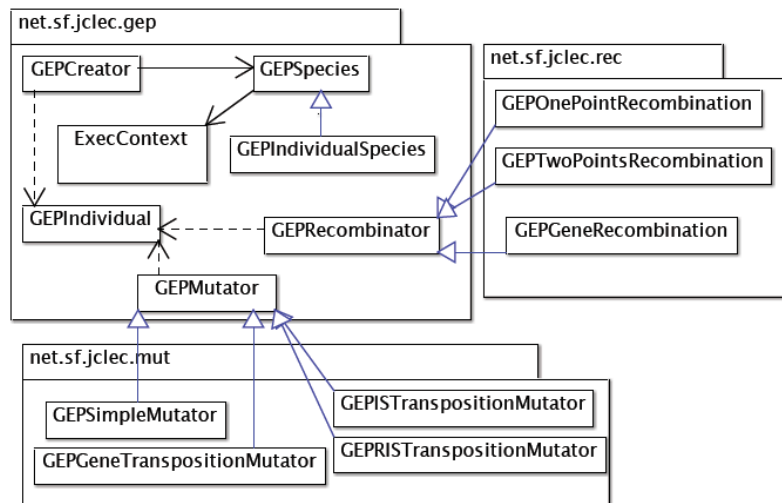 net.sf.jclec.gep
GEPCreator
GEPSpecies
ExecContext
GEPIndividualSpecies
GEPIndividual
GEPRecombinator
GEPMutator
net.sf.jclec.rec
GEPOnePointRecombination
GEPTwoPointsRecombination
GEPGeneRecombination
net.sf.jclec.mut
GEPSimpleMutator
GEPISTranspositionMutator
GEPGeneTranspositionMutator
GEPRISTranspositionMutator